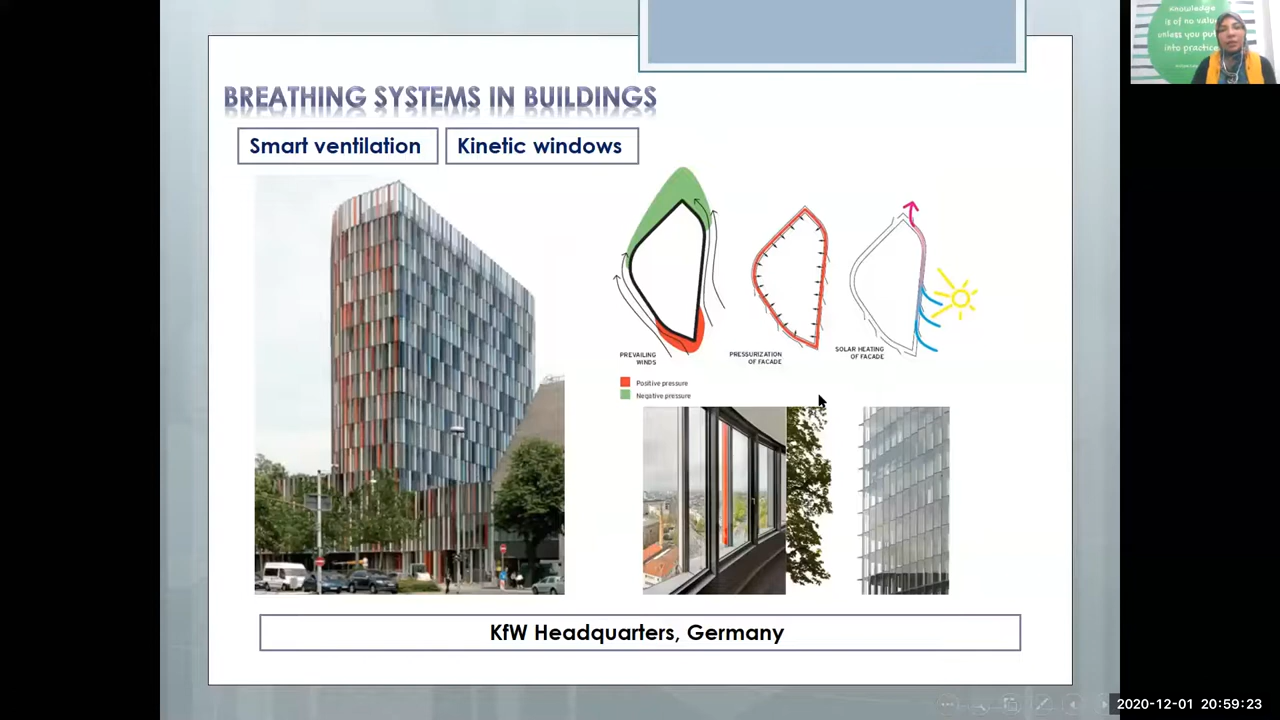 Knowledge
is of no value
unless you put
into practice
BREATHING SYSTEMS IN BUILDINGS
Smart ventilation
Kinetic windows
PREVAILING
WINDS
PRESSURIZATION
OF FACADE
SOLAR HEATING
OF FACADE
Positive pressure
Negative pressure
KfW Headquarters, Germany
2020-12-01 20:59:23